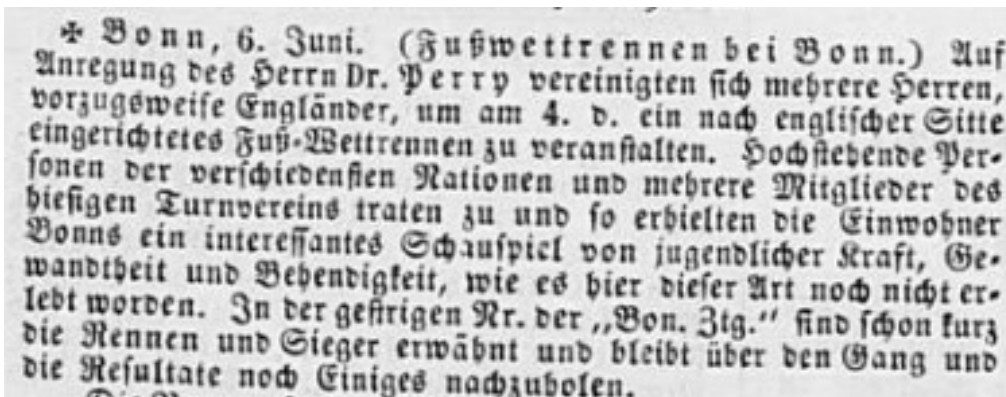 ✠ Bonn, 6. Juni. (Fußwettrennen bei Bonn.) Auf
Anregung des Herrn Dr. Perry vereinigten sich mehrere Herren,
vorzugsweise Engländer, um am 4. d. ein nach englischer Sitte
eingerichtetes Fuß-Wettrennen zu veranstalten. Hochstehende Per-
sonen der verschiedensten Nationen und mehrere Mitglieder des
hiesigen Turnvereins traten zu und so erhielten die Einwohner
Bonns ein interessantes Schauspiel von jugendlicher Kraft, Ge-
wandtheit und Behendigkeit, wie es hier dieser Art noch nicht er-
lebt worden. In der gestrigen Nr. der „Bon. Ztg.“ sind schon kurz
die Rennen und Sieger erwähnt und bleibt über den Gang und
die Resultate noch Einiges nachzuholen.